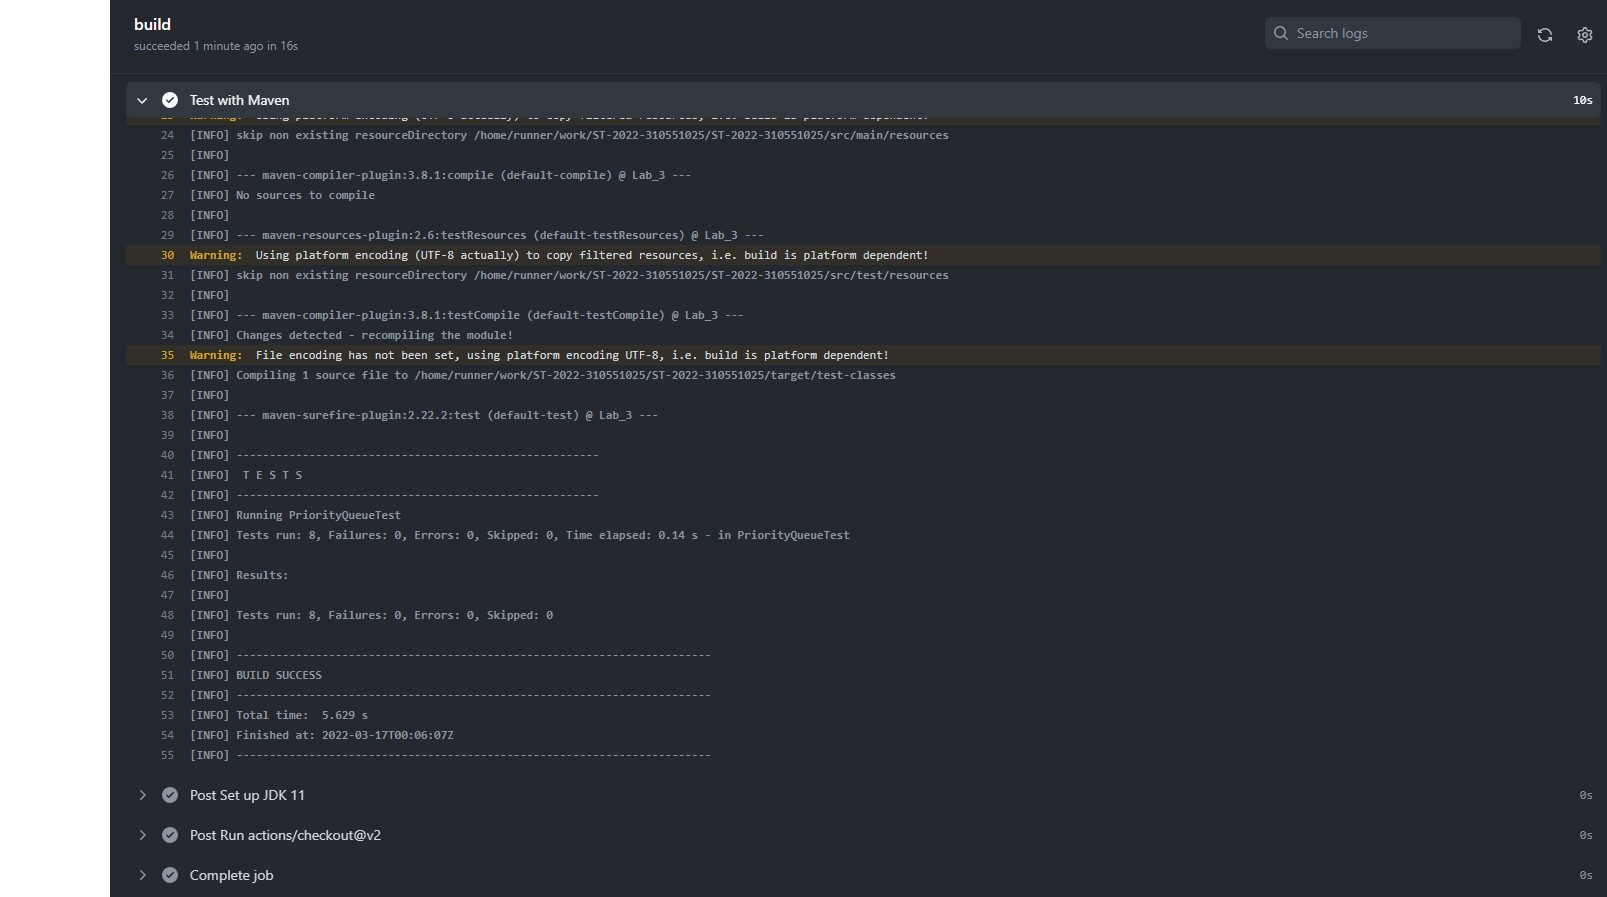 build
succeeded 1 minute ago in 16s
Search logs
Test with Maven 10s
24 [INFO] skip non existing resourceDirectory /home/runner/work/ST-2022-310551025/ST-2022-310551025/src/main/resources
25 [INFO]
26 [INFO] --- maven-compiler-plugin:3.8.1:compile (default-compile) @ Lab_3 ---
27 [INFO] No sources to compile
28 [INFO]
29 [INFO] --- maven-resources-plugin:2.6:testResources (default-testResources) @ Lab_3 ---
30 Warning:  Using platform encoding (UTF-8 actually) to copy filtered resources, i.e. build is platform dependent!
31 [INFO] skip non existing resourceDirectory /home/runner/work/ST-2022-310551025/ST-2022-310551025/src/test/resources
32 [INFO]
33 [INFO] --- maven-compiler-plugin:3.8.1:testCompile (default-testCompile) @ Lab_3 ---
34 [INFO] Changes detected - recompiling the module!
35 Warning:  File encoding has not been set, using platform encoding UTF-8, i.e. build is platform dependent!
36 [INFO] Compiling 1 source file to /home/runner/work/ST-2022-310551025/ST-2022-310551025/target/test-classes
37 [INFO]
38 [INFO] --- maven-surefire-plugin:2.22.2:test (default-test) @ Lab_3 ---
39 [INFO]
40 [INFO] -------------------------------------------------------
41 [INFO]  T E S T S
42 [INFO] -------------------------------------------------------
43 [INFO] Running PriorityQueueTest
44 [INFO] Tests run: 8, Failures: 0, Errors: 0, Skipped: 0, Time elapsed: 0.14 s - in PriorityQueueTest
45 [INFO]
46 [INFO] Results:
47 [INFO]
48 [INFO] Tests run: 8, Failures: 0, Errors: 0, Skipped: 0
49 [INFO]
50 [INFO] ------------------------------------------------------------------------
51 [INFO] BUILD SUCCESS
52 [INFO] ------------------------------------------------------------------------
53 [INFO] Total time:  5.629 s
54 [INFO] Finished at: 2022-03-17T00:06:07Z
55 [INFO] ------------------------------------------------------------------------
Post Set up JDK 11 0s
Post Run actions/checkout@v2 0s
Complete job 0s